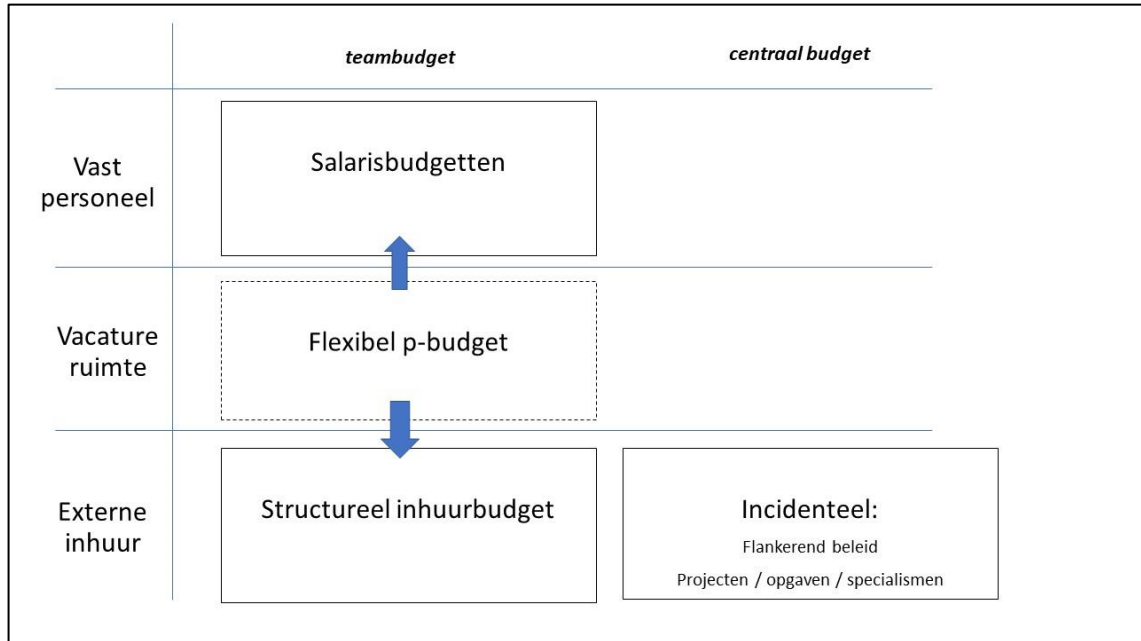 teambudget
centraal budget
Vast
personeel
Salarisbudgetten
Vacature
ruimte
Flexibel p-budget
Externe
inhuur
Structureel inhuurbudget
Incidenteel:
Flankerend beleid
Projecten / opgaven / specialismen